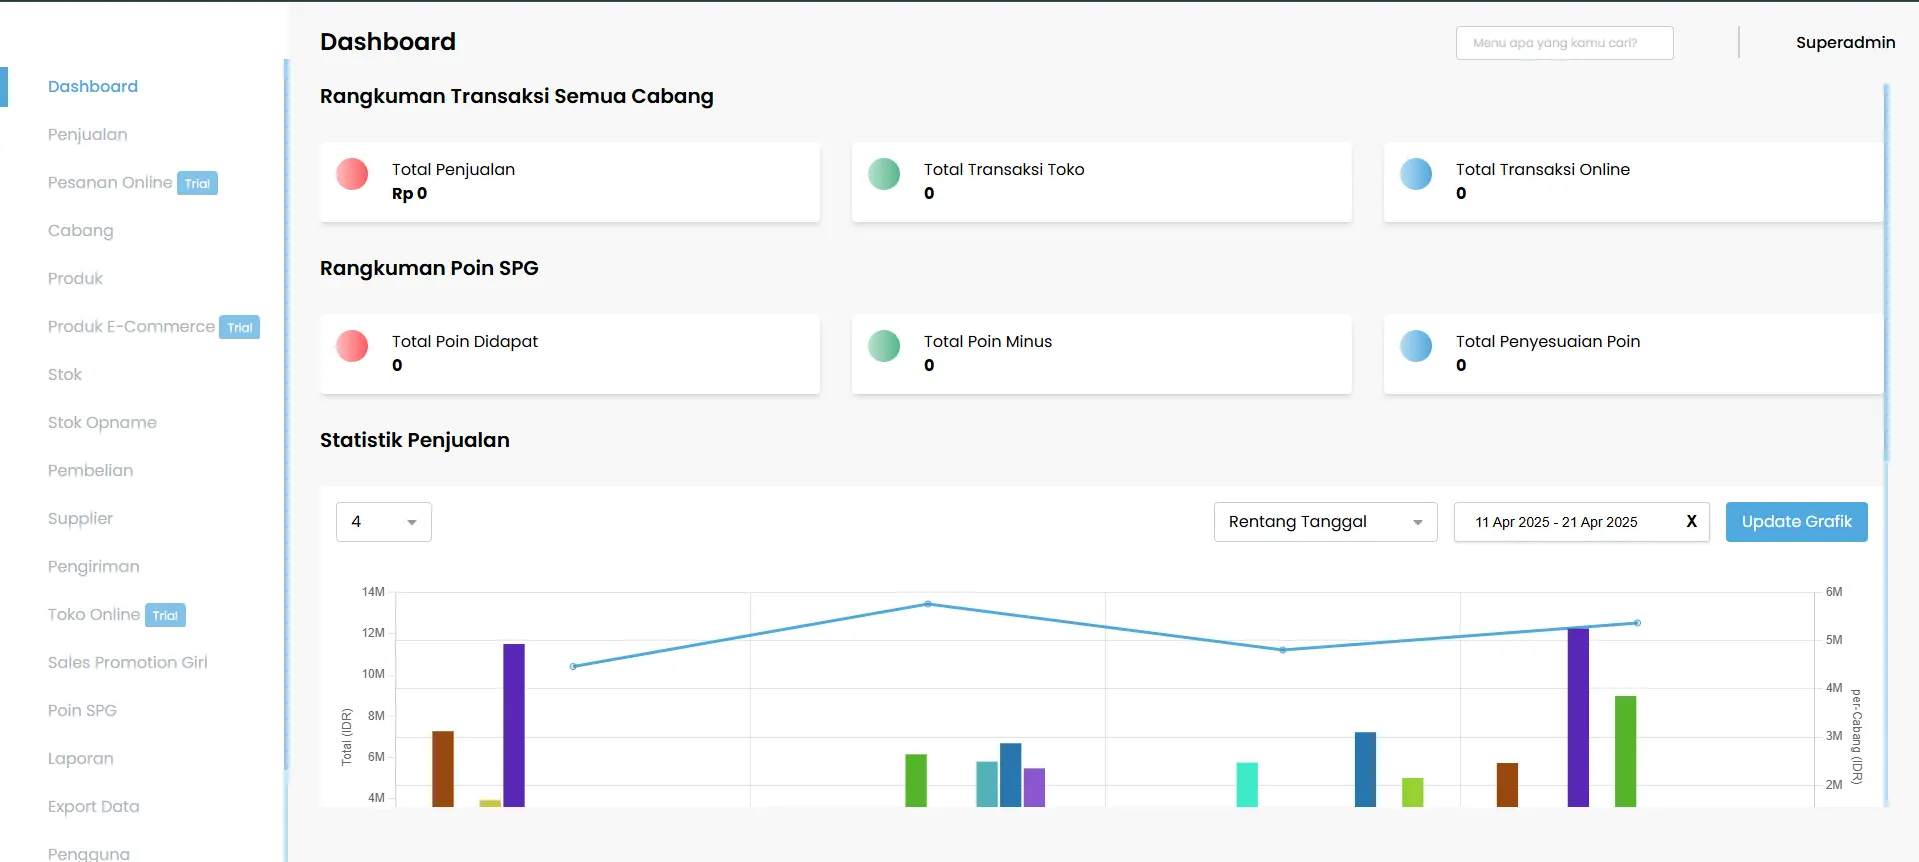 Dashboard
Menu apa yang kamu cari?
Superadmin
Dashboard
Penjualan
Pesanan Online Trial
Cabang
Produk
Produk E-Commerce Trial
Stok
Stok Opname
Pembelian
Supplier
Pengiriman
Toko Online Trial
Sales Promotion Girl
Poin SPG
Laporan
Export Data
Pengguna
Rangkuman Transaksi Semua Cabang
Total Penjualan
Rp 0
Total Transaksi Toko
0
Total Transaksi Online
0
Rangkuman Poin SPG
Total Poin Didapat
0
Total Poin Minus
0
Total Penyesuaian Poin
0
Statistik Penjualan
4
Rentang Tanggal
11 Apr 2025 - 21 Apr 2025 X
Update Grafik
Total (IDR)
14M
12M
10M
8M
6M
4M
6M
5M
4M
3M
2M
per-Cabang (IDR)